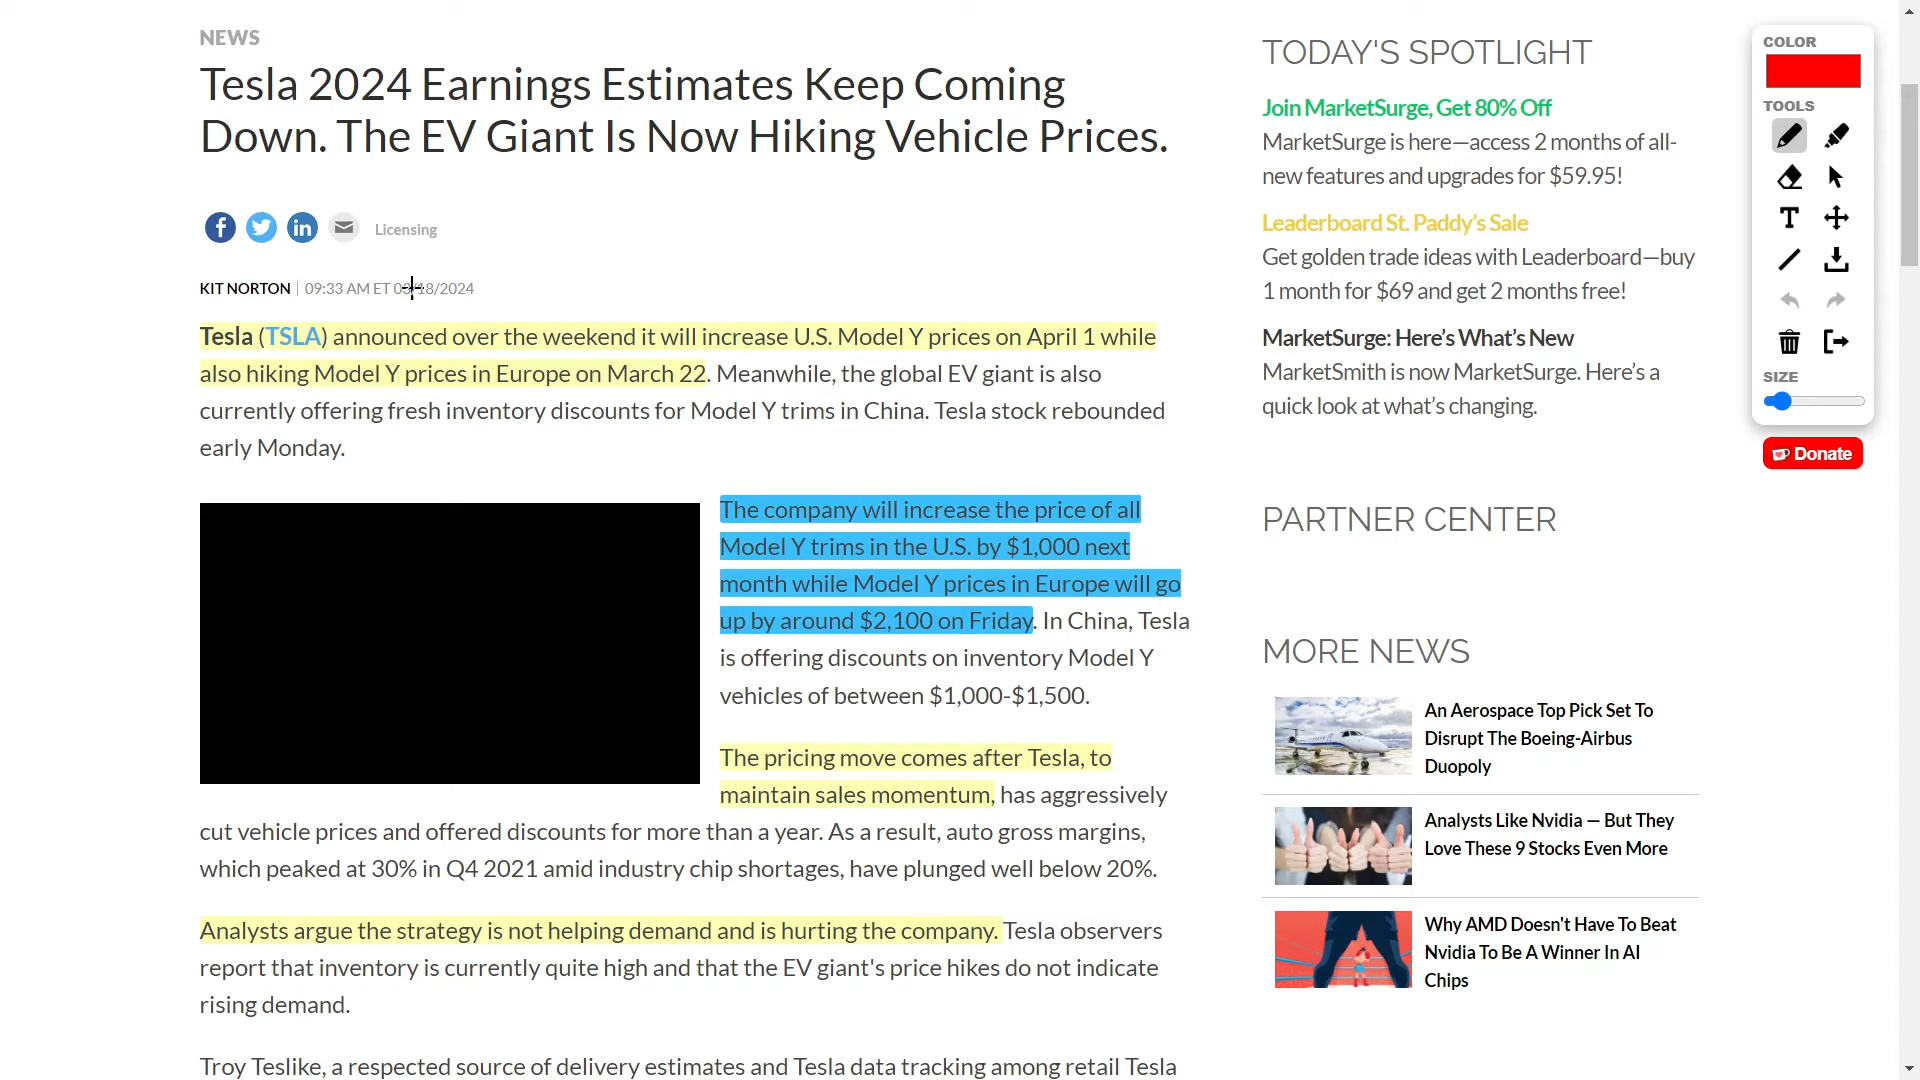 NEWS
Tesla 2024 Earnings Estimates Keep Coming
Down. The EV Giant Is Now Hiking Vehicle Prices.
Licensing
KIT NORTON | 09:33 AM ET 03/18/2024
Tesla (TSLA) announced over the weekend it will increase U.S. Model Y prices on April 1 while
also hiking Model Y prices in Europe on March 22. Meanwhile, the global EV giant is also
currently offering fresh inventory discounts for Model Y trims in China. Tesla stock rebounded
early Monday.
The company will increase the price of all
Model Y trims in the U.S. by $1,000 next
month while Model Y prices in Europe will go
up by around $2,100 on Friday. In China, Tesla
is offering discounts on inventory Model Y
vehicles of between $1,000-$1,500.
The pricing move comes after Tesla, to
maintain sales momentum, has aggressively
cut vehicle prices and offered discounts for more than a year. As a result, auto gross margins,
which peaked at 30% in Q4 2021 amid industry chip shortages, have plunged well below 20%.
Analysts argue the strategy is not helping demand and is hurting the company. Tesla observers
report that inventory is currently quite high and that the EV giant's price hikes do not indicate
rising demand.
Troy Teslike, a respected source of delivery estimates and Tesla data tracking among retail Tesla
TODAY'S SPOTLIGHT
Join MarketSurge, Get 80% Off
MarketSurge is here—access 2 months of all-
new features and upgrades for $59.95!
Leaderboard St. Paddy's Sale
Get golden trade ideas with Leaderboard—buy
1 month for $69 and get 2 months free!
MarketSurge: Here's What's New
MarketSmith is now MarketSurge. Here's a
quick look at what's changing.
PARTNER CENTER
MORE NEWS
An Aerospace Top Pick Set To
Disrupt The Boeing-Airbus
Duopoly
Analysts Like Nvidia — But They
Love These 9 Stocks Even More
Why AMD Doesn't Have To Beat
Nvidia To Be A Winner In AI
Chips
COLOR
TOOLS
SIZE
Donate